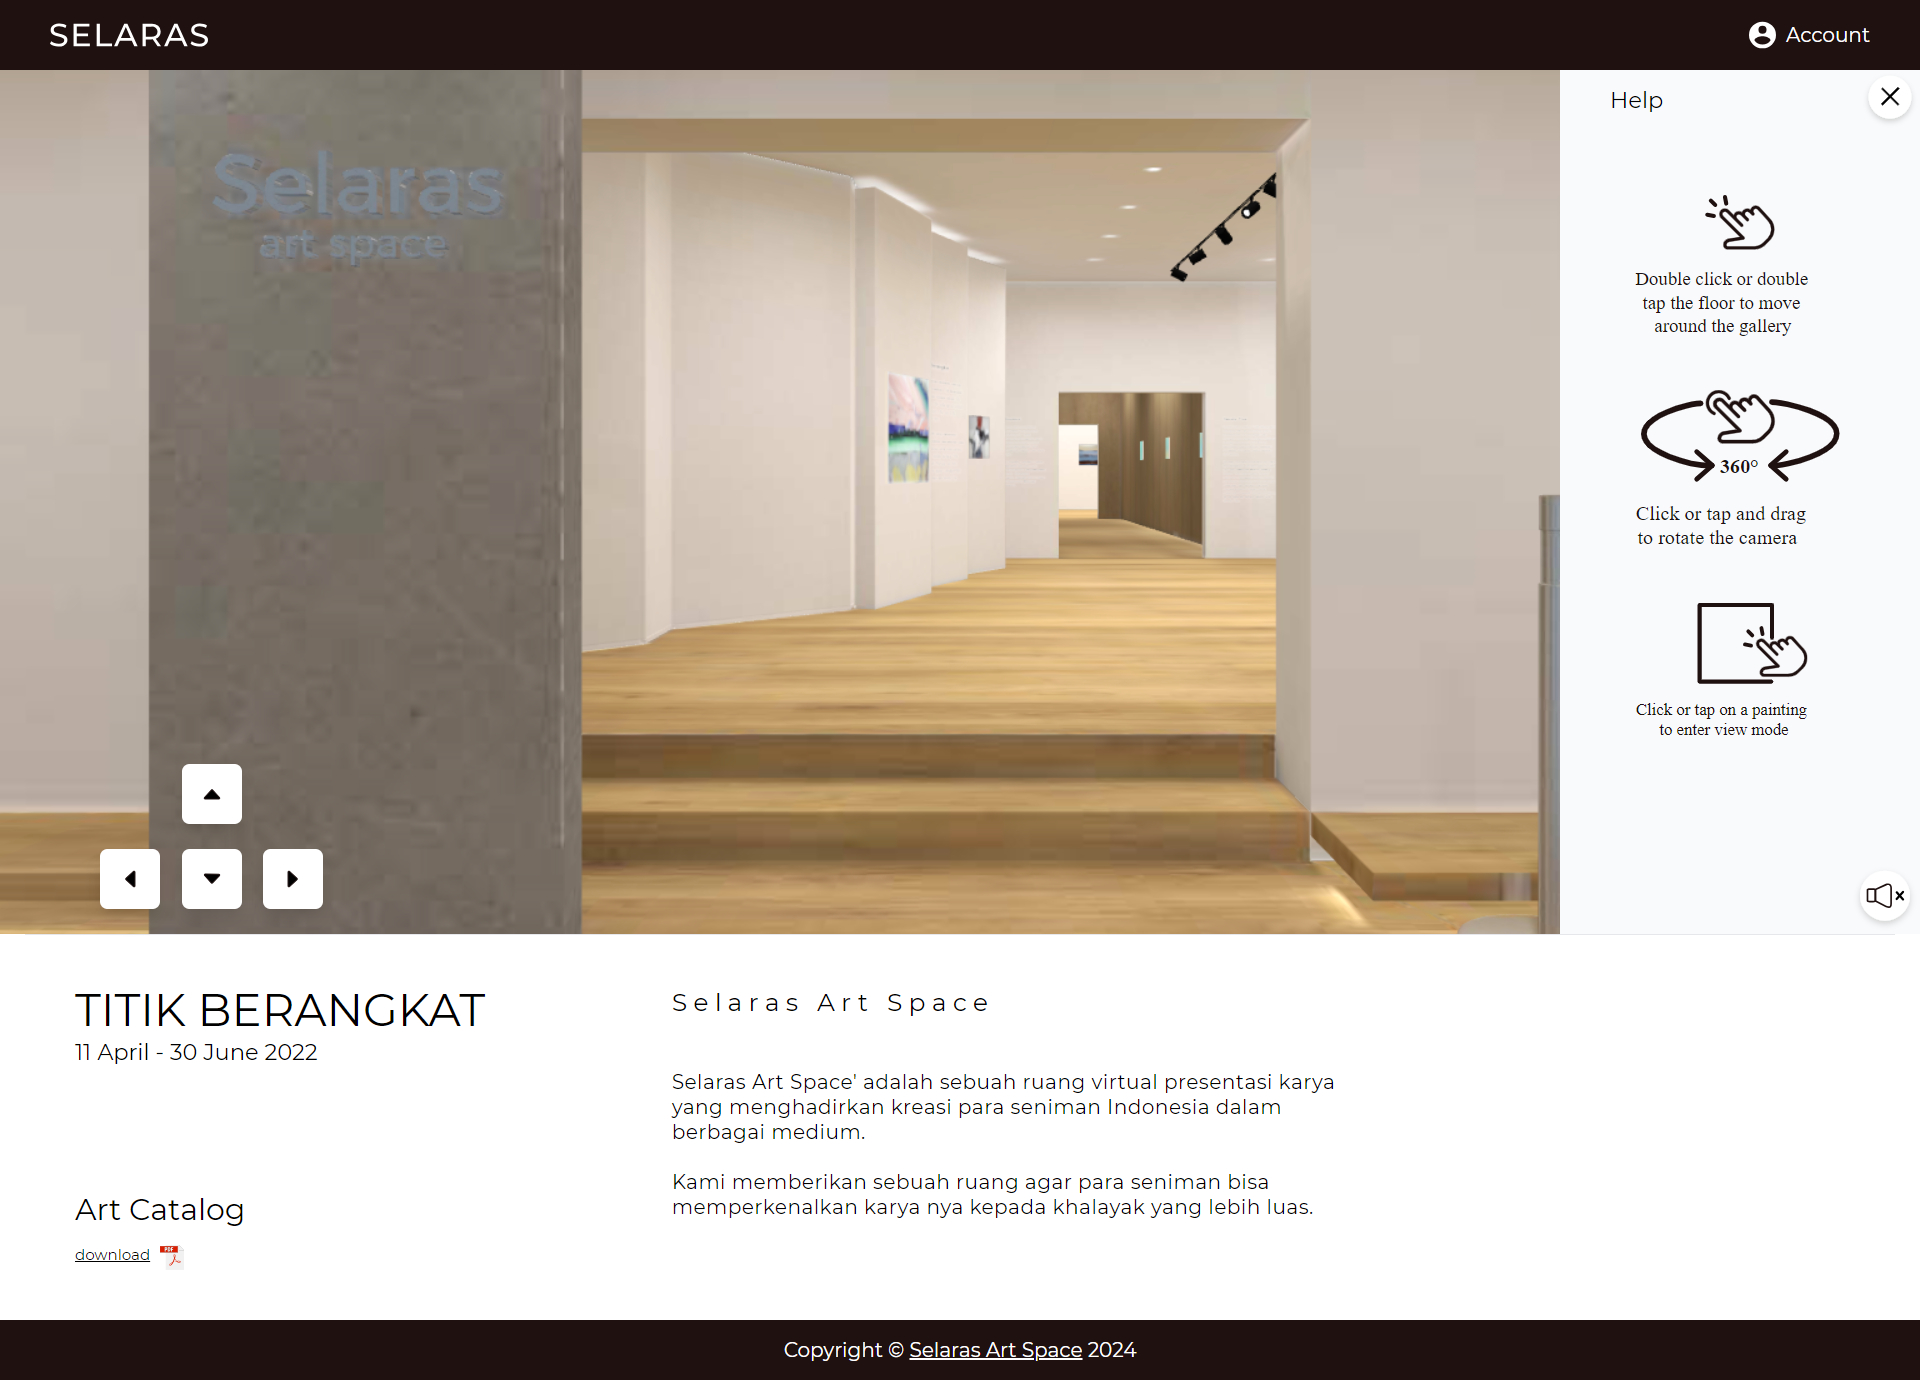 SELARAS
Account
Selaras
art space
Help
Double click or double
tap the floor to move
around the gallery
360°
Click or tap and drag
to rotate the camera
Click or tap on a painting
to enter view mode
TITIK BERANGKAT
11 April - 30 June 2022
Art Catalog
download
PDF
Selaras Art Space
Selaras Art Space' adalah sebuah ruang virtual presentasi karya
yang menghadirkan kreasi para seniman Indonesia dalam
berbagai medium.
Kami memberikan sebuah ruang agar para seniman bisa
memperkenalkan karya nya kepada khalayak yang lebih luas.
Copyright © Selaras Art Space 2024